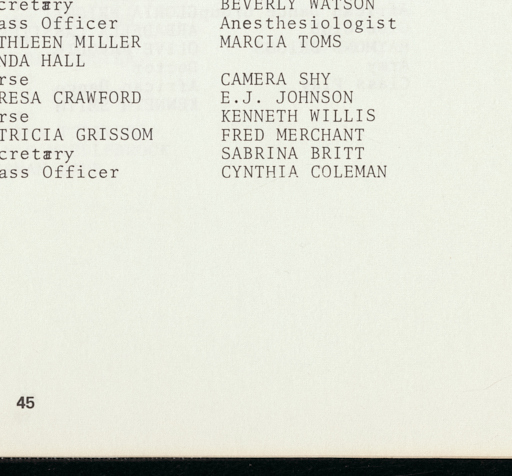 cretary
ass Officer
THLEEN MILLER
NDA HALL
rse
RESA CRAWFORD
rse
TRICIA GRISSOM
cretary
ass Officer
BEVERLY WATSON
Anesthesiologist
MARCIA TOMS
CAMERA SHY
E.J. JOHNSON
KENNETH WILLIS
FRED MERCHANT
SABRINA BRITT
CYNTHIA COLEMAN
45